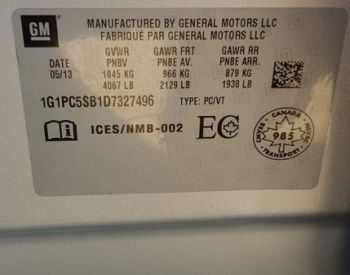 GM
MANUFACTURED BY GENERAL MOTORS LLC
FABRIQUÉ PAR GENERAL MOTORS LLC
GVWR GAWR FRT GAWR RR
DATE PNBV PNBE AV. PNBE ARR.
05/13 1845 KG 966 KG 879 KG
4067 LB 2129 LB 1938 LB
1G1PC5SB1D7327496 TYPE: PC/VT
ICES/NMB-002 EC
CANADA
985
TRANSPORT